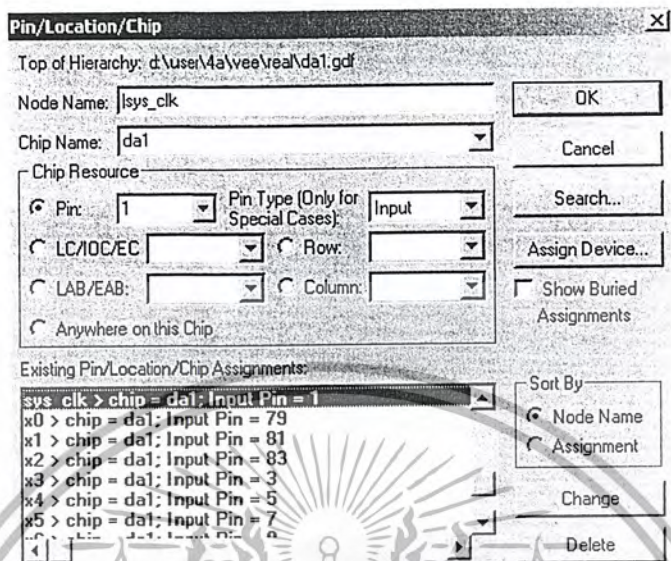 Pin/Location/Chip
Top of Hierarchy: d:\user\4a\vee\real\da1.gdf
Node Name: |sys_clk
OK
Chip Name: da1
Cancel
Chip Resource
Pin: 1 Pin Type (Only for Special Cases): Input
Search...
LC/IOC/EC Row:
Assign Device...
LAB/EAB: Column:
Show Buried Assignments
Anywhere on this Chip
Existing Pin/Location/Chip Assignments:
sys_clk > chip = da1; Input Pin = 1
x0 > chip = da1; Input Pin = 79
x1 > chip = da1; Input Pin = 81
x2 > chip = da1; Input Pin = 83
x3 > chip = da1; Input Pin = 3
x4 > chip = da1; Input Pin = 5
x5 > chip = da1; Input Pin = 7
Sort By
Node Name
Assignment
Change
Delete